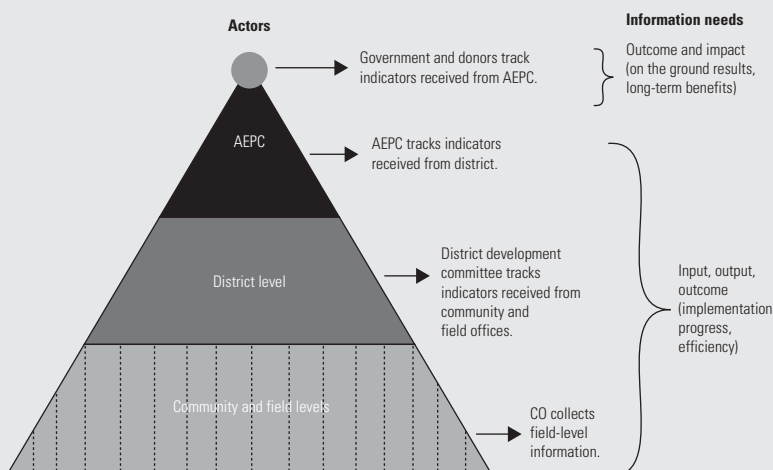 Actors
Information needs
Government and donors track
indicators received from AEPC.
Outcome and impact
(on the ground results,
long-term benefits)
AEPC
AEPC tracks indicators
received from district.
District level
District development
committee tracks
indicators received from
community and
field offices.
Input, output,
outcome
(implementation
progress,
efficiency)
Community and field levels
CO collects
field-level
information.